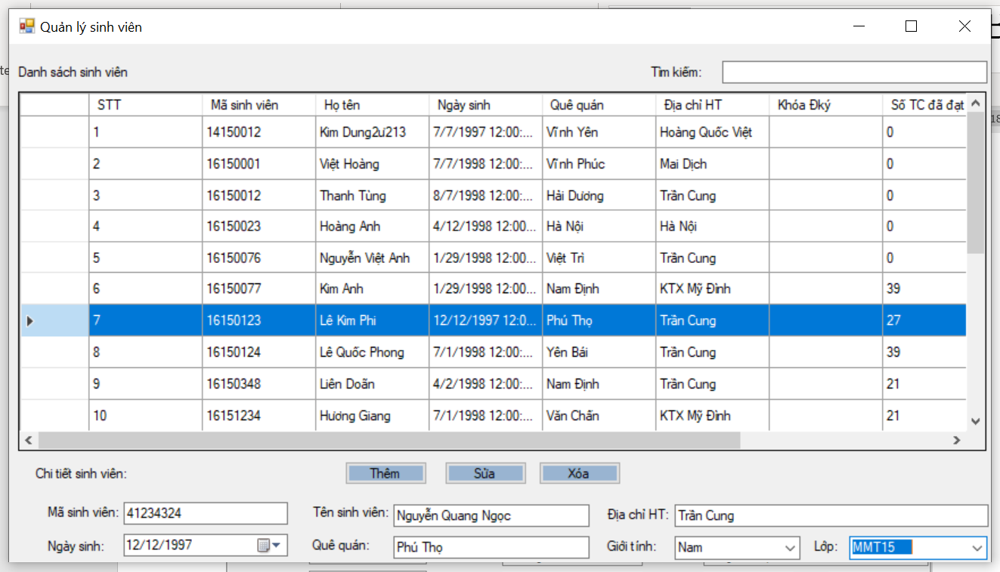 Quản lý sinh viên
Danh sách sinh viên Tìm kiếm:
STT Mã sinh viên Họ tên Ngày sinh Quê quán Địa chỉ HT Khóa Đký Số TC đã đạt
1 14150012 Kim Dung2ư213 7/7/1997 12:00:... Vĩnh Yên Hoàng Quốc Việt 0
2 16150001 Việt Hoàng 7/7/1998 12:00:... Vĩnh Phúc Mai Dịch 0
3 16150012 Thanh Tùng 8/7/1998 12:00:... Hải Dương Trần Cung 0
4 16150023 Hoàng Anh 4/12/1998 12:00... Hà Nội Hà Nội 0
5 16150076 Nguyễn Việt Anh 1/29/1998 12:00... Việt Trì Trần Cung 0
6 16150077 Kim Anh 1/29/1998 12:00... Nam Định KTX Mỹ Đình 39
7 16150123 Lê Kim Phi 12/12/1997 12:0... Phú Thọ Trần Cung 27
8 16150124 Lê Quốc Phong 7/1/1998 12:00:... Yên Bái Trần Cung 39
9 16150348 Liên Doãn 4/2/1998 12:00:... Nam Định Trần Cung 21
10 16151234 Hương Giang 7/1/1998 12:00:... Văn Chấn KTX Mỹ Đình 21
Chi tiết sinh viên: Thêm Sửa Xóa
Mã sinh viên: 41234324 Tên sinh viên: Nguyễn Quang Ngọc Địa chỉ HT: Trần Cung
Ngày sinh: 12/12/1997 Quê quán: Phú Thọ Giới tính: Nam Lớp: MMT15